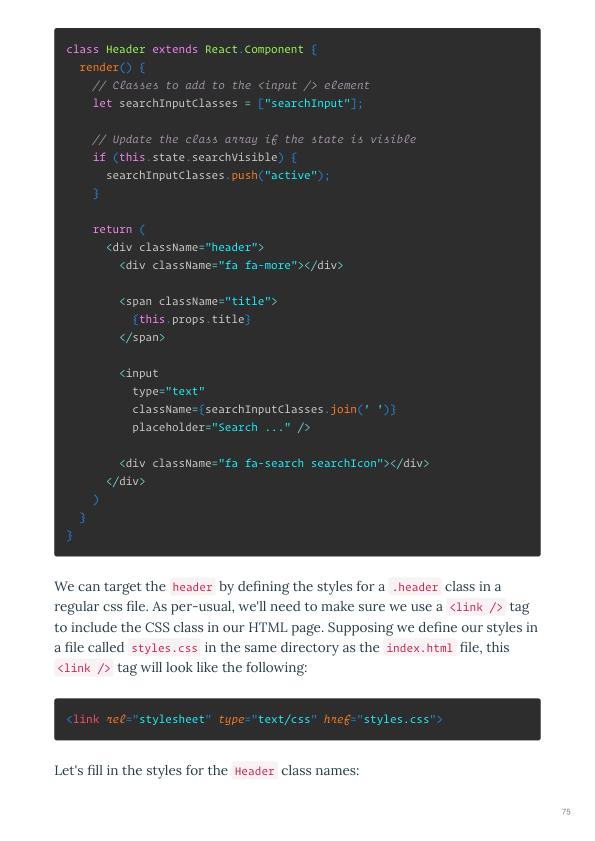 class Header extends React.Component {
render() {
// Classes to add to the <input /> element
let searchInputClasses = ["searchInput"];
// Update the class array if the state is visible
if (this.state.searchVisible) {
searchInputClasses.push("active");
}
return (
<div className="header">
<div className="fa fa-more"></div>
<span className="title">
{this.props.title}
</span>
<input
type="text"
className={searchInputClasses.join(' ')}
placeholder="Search ..." />
<div className="fa fa-search searchIcon"></div>
</div>
)
}
}
We can target the header by defining the styles for a .header class in a
regular css file. As per-usual, we'll need to make sure we use a <link /> tag
to include the CSS class in our HTML page. Supposing we define our styles in
a file called styles.css in the same directory as the index.html file, this
<link /> tag will look like the following:
<link rel="stylesheet" type="text/css" href="styles.css">
Let's fill in the styles for the Header class names:
75